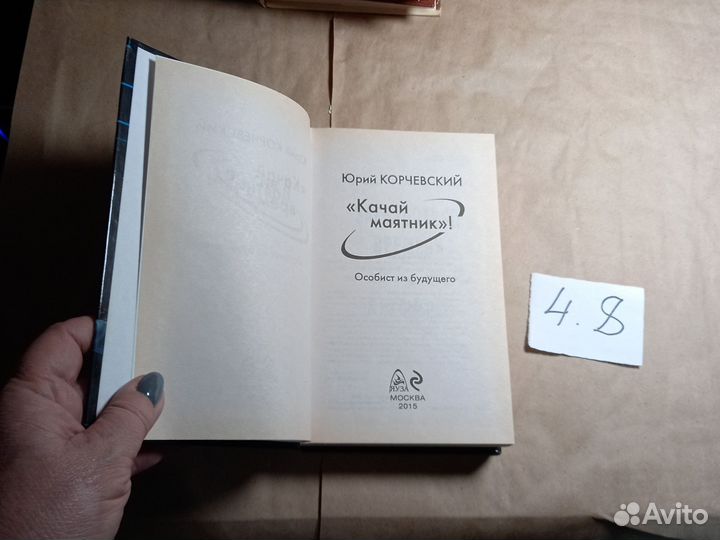 Юрий КОРЧЕВСКИЙ
«Качай
маятник»!
Особист из будущего
ЯУЗА
МОСКВА
2015
4.8
Avito